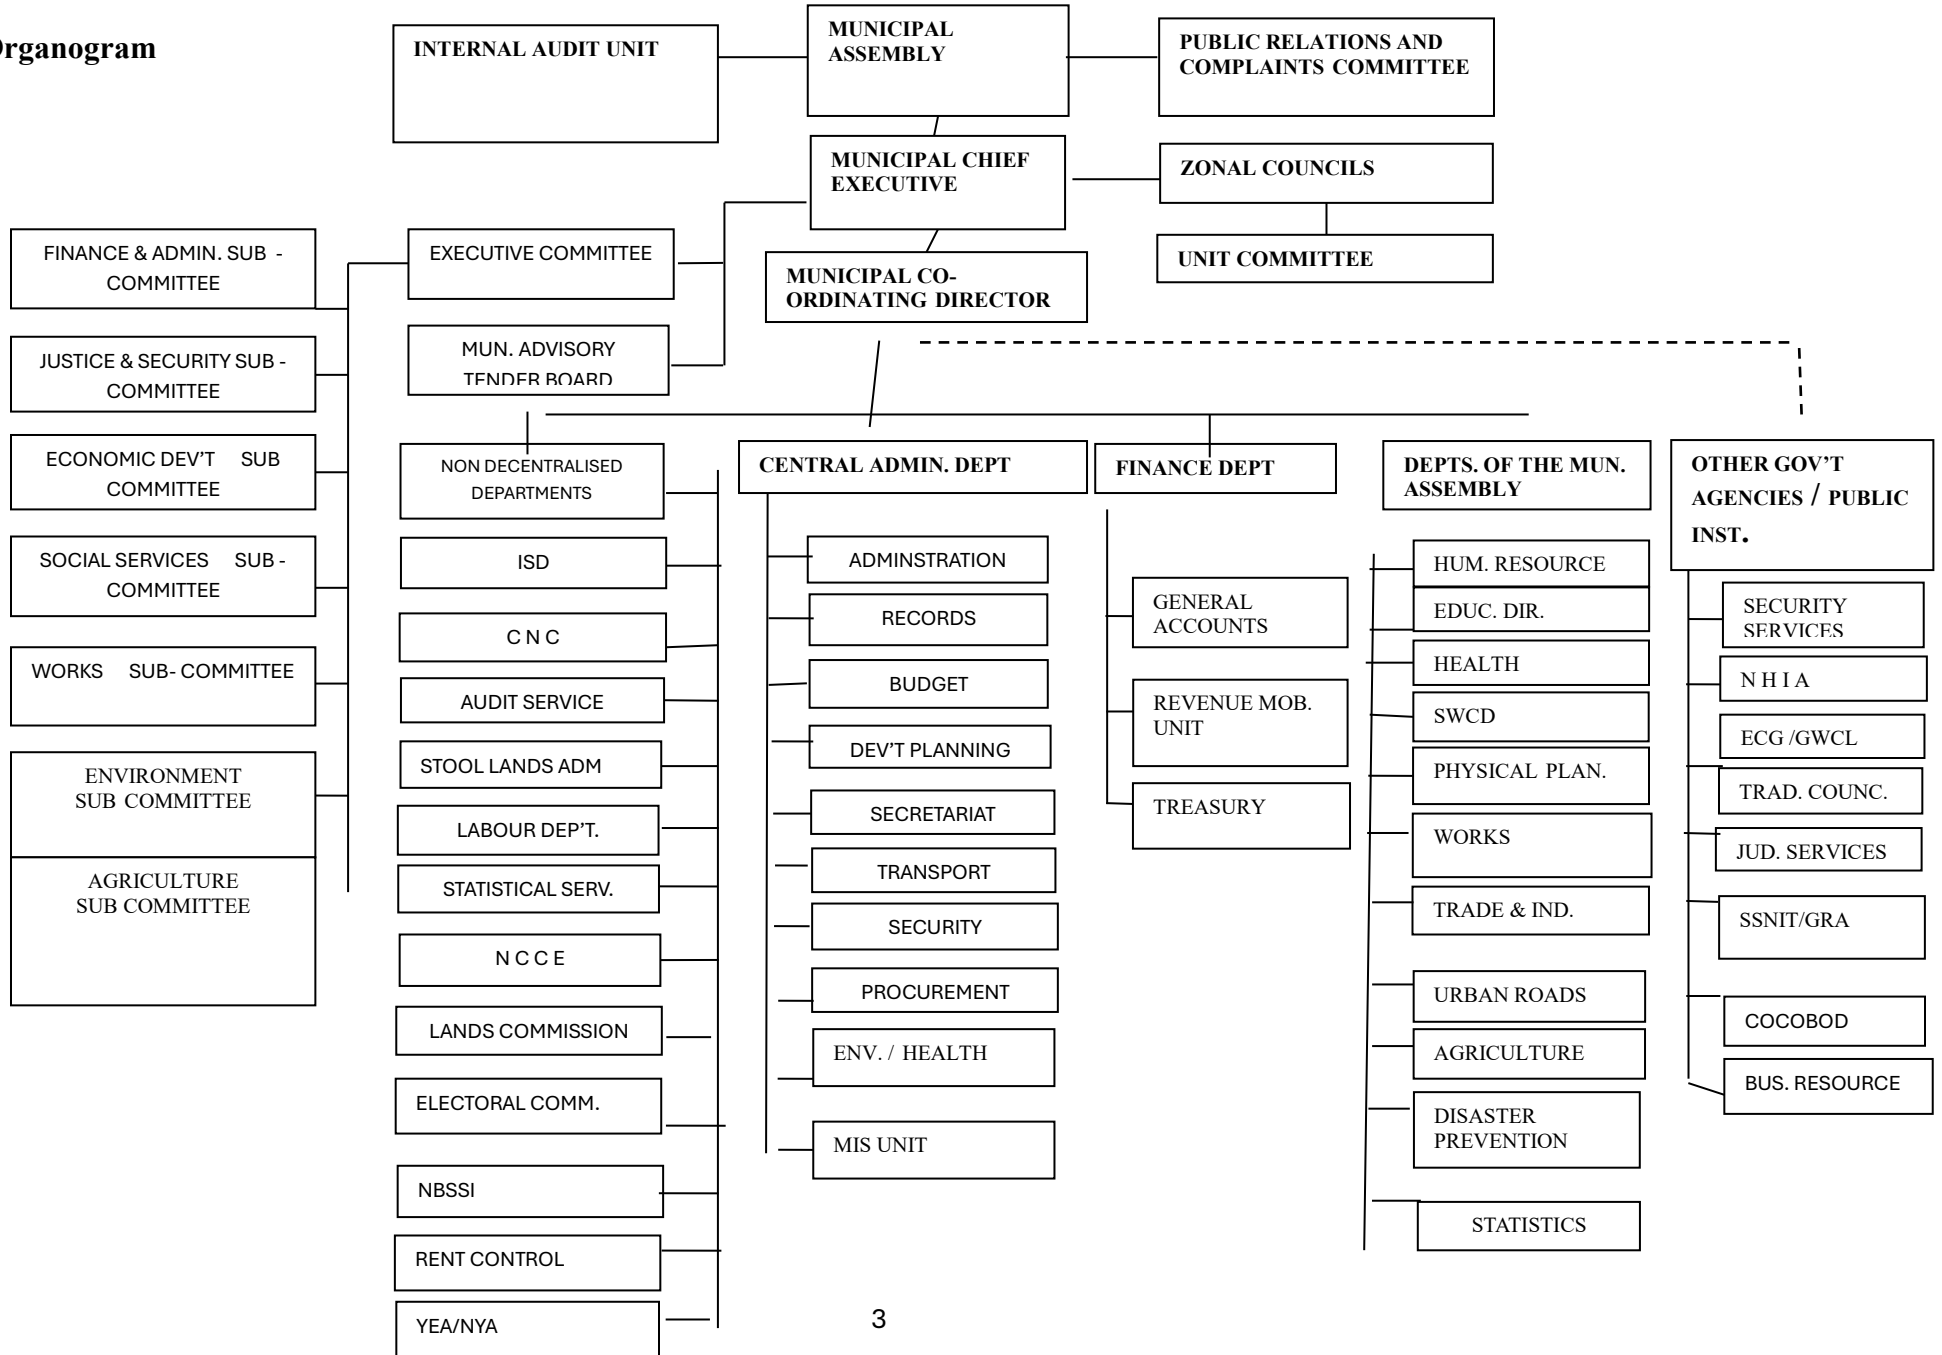 Organogram
INTERNAL AUDIT UNIT
MUNICIPAL
ASSEMBLY
PUBLIC RELATIONS AND
COMPLAINTS COMMITTEE
MUNICIPAL CHIEF
EXECUTIVE
ZONAL COUNCILS
UNIT COMMITTEE
MUNICIPAL CO-
ORDINATING DIRECTOR
EXECUTIVE COMMITTEE
MUN. ADVISORY
TENDER BOARD
FINANCE & ADMIN. SUB -
COMMITTEE
JUSTICE & SECURITY SUB -
COMMITTEE
ECONOMIC DEV'T SUB
COMMITTEE
SOCIAL SERVICES SUB -
COMMITTEE
WORKS SUB- COMMITTEE
ENVIRONMENT
SUB COMMITTEE
AGRICULTURE
SUB COMMITTEE
NON DECENTRALISED
DEPARTMENTS
ISD
C N C
AUDIT SERVICE
STOOL LANDS ADM
LABOUR DEP'T.
STATISTICAL SERV.
N C C E
LANDS COMMISSION
ELECTORAL COMM.
NBSSI
RENT CONTROL
YEA/NYA
CENTRAL ADMIN. DEPT
ADMINSTRATION
RECORDS
BUDGET
DEV'T PLANNING
SECRETARIAT
TRANSPORT
SECURITY
PROCUREMENT
ENV. / HEALTH
MIS UNIT
FINANCE DEPT
GENERAL
ACCOUNTS
REVENUE MOB.
UNIT
TREASURY
DEPTS. OF THE MUN.
ASSEMBLY
HUM. RESOURCE
EDUC. DIR.
HEALTH
SWCD
PHYSICAL PLAN.
WORKS
TRADE & IND.
URBAN ROADS
AGRICULTURE
DISASTER
PREVENTION
STATISTICS
OTHER GOV'T
AGENCIES / PUBLIC
INST.
SECURITY
SERVICES
N H I A
ECG /GWCL
TRAD. COUNC.
JUD. SERVICES
SSNIT/GRA
COCOBOD
BUS. RESOURCE
3